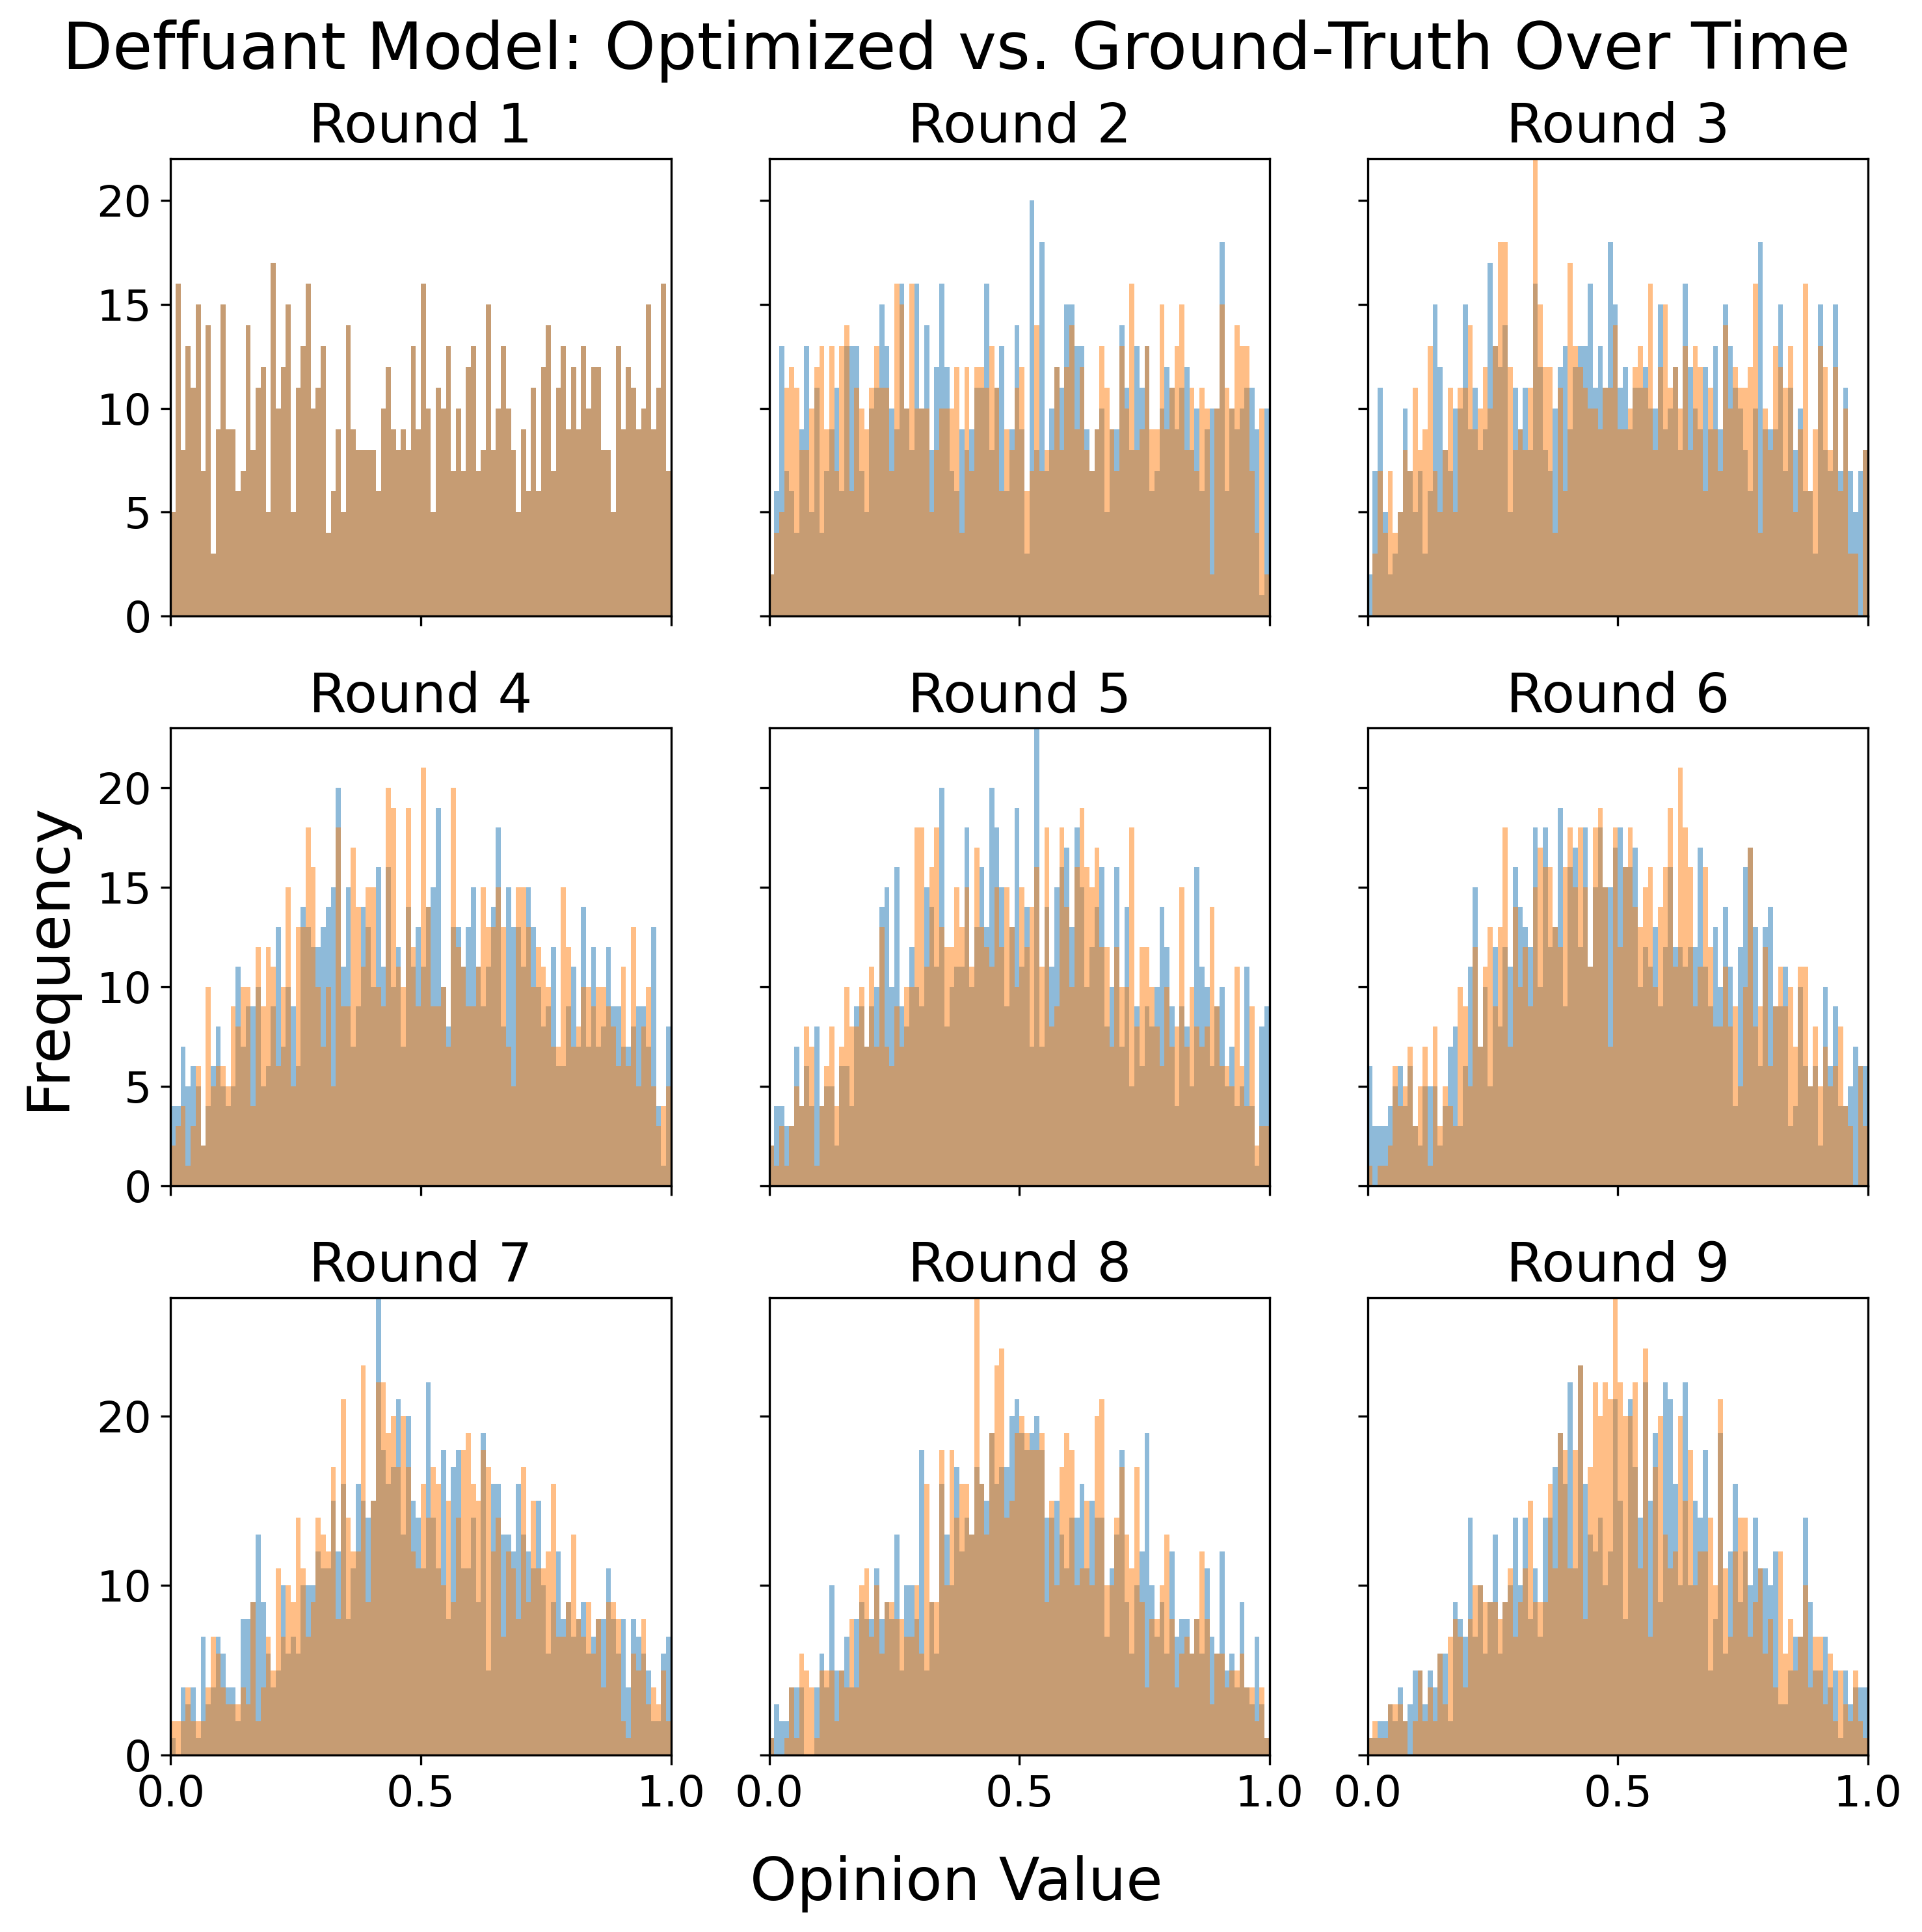 Deffuant Model: Optimized vs. Ground-Truth Over Time
Round 1
Round 2
Round 3
20
15
10
5
0
Round 4
Round 5
Round 6
20
15
10
5
0
Frequency
Round 7
Round 8
Round 9
20
10
0
0.0 0.5 1.0
0.0 0.5 1.0
0.0 0.5 1.0
Opinion Value